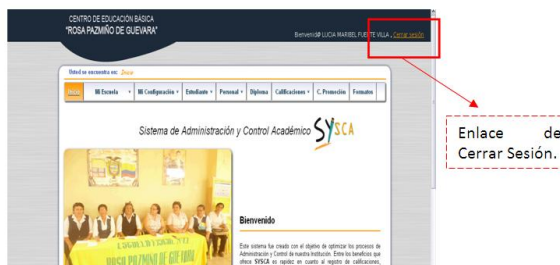 CENTRO DE EDUCACIÓN BÁSICA
"ROSA PAZMIÑO DE GUEVARA"
Bienvenid@ LUCIA MARIBEL FUENTE VILLA , Cerrar sesión
Usted se encuentra en: Inicio
Inicio Mi Escuela Mi Configuración Estudiante Personal Diploma Calificaciones C. Promoción Formatos
Sistema de Administración y Control Académico SYSCA
Enlace de
Cerrar Sesión.
ROSA PAZMIÑO DE GUEVARA
Bienvenido
Este sistema fue creado con el objetivo de optimizar los procesos de
Administración y Control de nuestra Institución. Entre los beneficios que
ofrece SYSCA es rapidez en cuanto al registro de calificaciones,